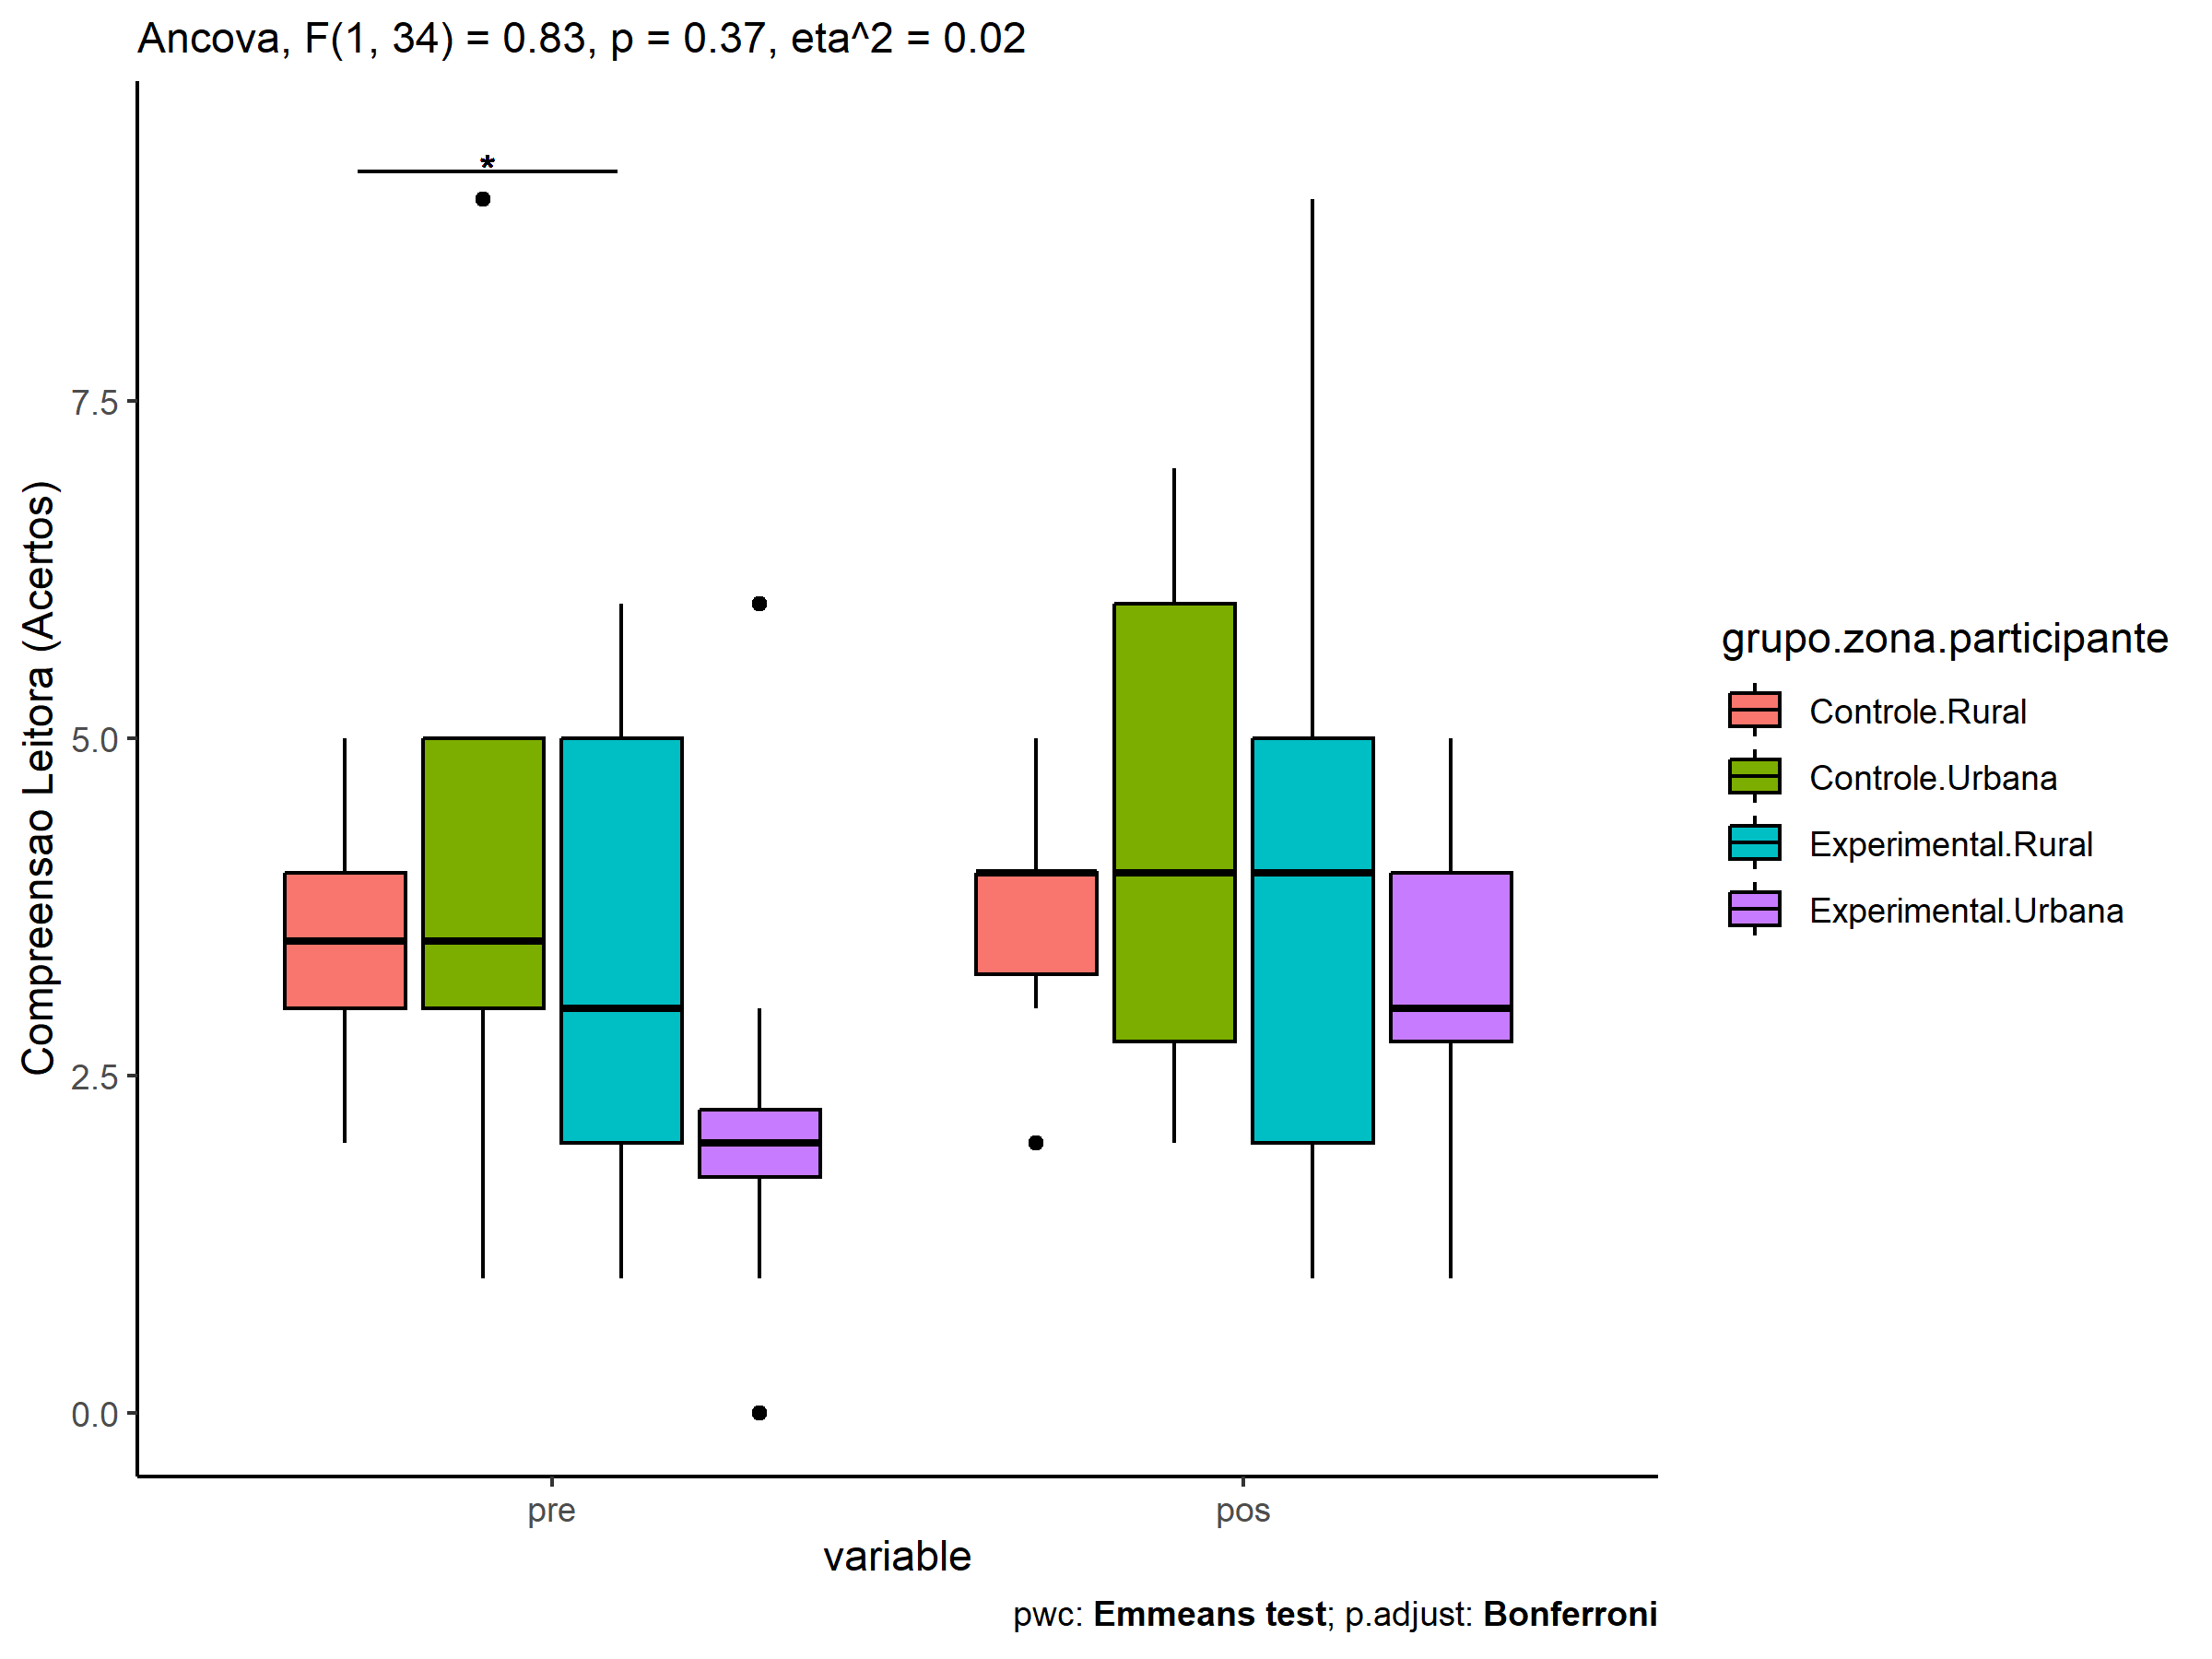 Ancova, F(1, 34) = 0.83, p = 0.37, eta^2 = 0.02
*
7.5
5.0
2.5
0.0
Compreensao Leitora (Acertos)
pre
pos
variable
grupo.zona.participante
Controle.Rural
Controle.Urbana
Experimental.Rural
Experimental.Urbana
pwc: Emmeans test; p.adjust: Bonferroni